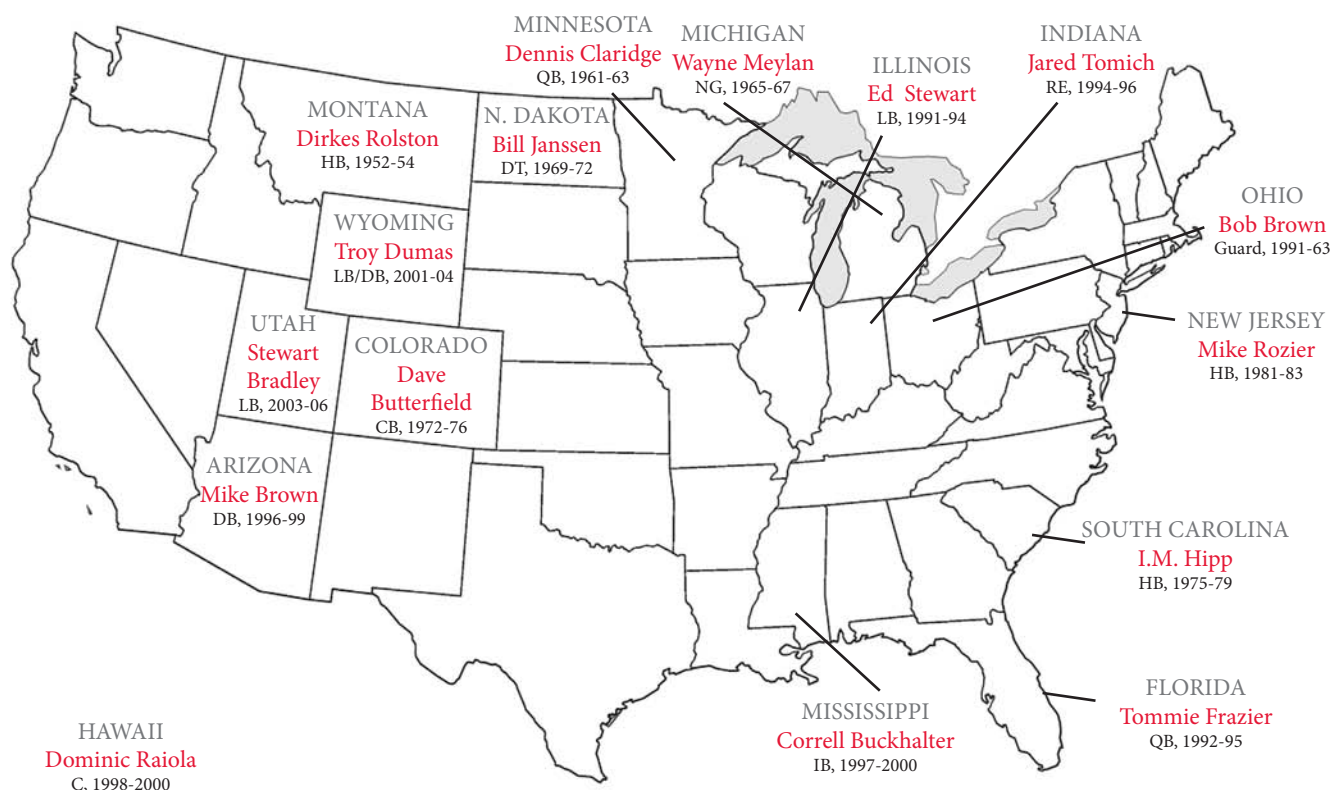 MINNESOTA
Dennis Claridge
QB, 1961-63
MICHIGAN
Wayne Meylan
NG, 1965-67
ILLINOIS
Ed Stewart
LB, 1991-94
INDIANA
Jared Tomich
RE, 1994-96
MONTANA
Dirkes Rolston
HB, 1952-54
N. DAKOTA
Bill Janssen
DT, 1969-72
OHIO
Bob Brown
Guard, 1991-63
WYOMING
Troy Dumas
LB/DB, 2001-04
UTAH
Stewart
Bradley
LB, 2003-06
COLORADO
Dave
Butterfield
CB, 1972-76
NEW JERSEY
Mike Rozier
HB, 1981-83
ARIZONA
Mike Brown
DB, 1996-99
SOUTH CAROLINA
I.M. Hipp
HB, 1975-79
HAWAII
Dominic Raiola
C, 1998-2000
MISSISSIPPI
Correll Buckhalter
IB, 1997-2000
FLORIDA
Tommie Frazier
QB, 1992-95